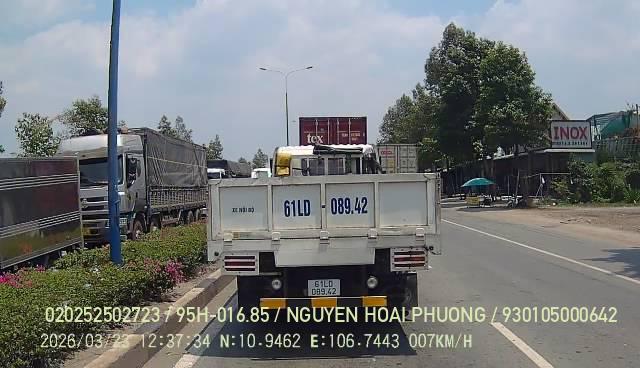 tex
INOX
XE NỘI BỘ
61LD - 089.42
61LD
089.42
020252502723 / 95H-016.85 / NGUYEN HOAI PHUONG / 930105000642
2026/03/23 12:37:34 N:10.9462 E:106.7443 007KM/H